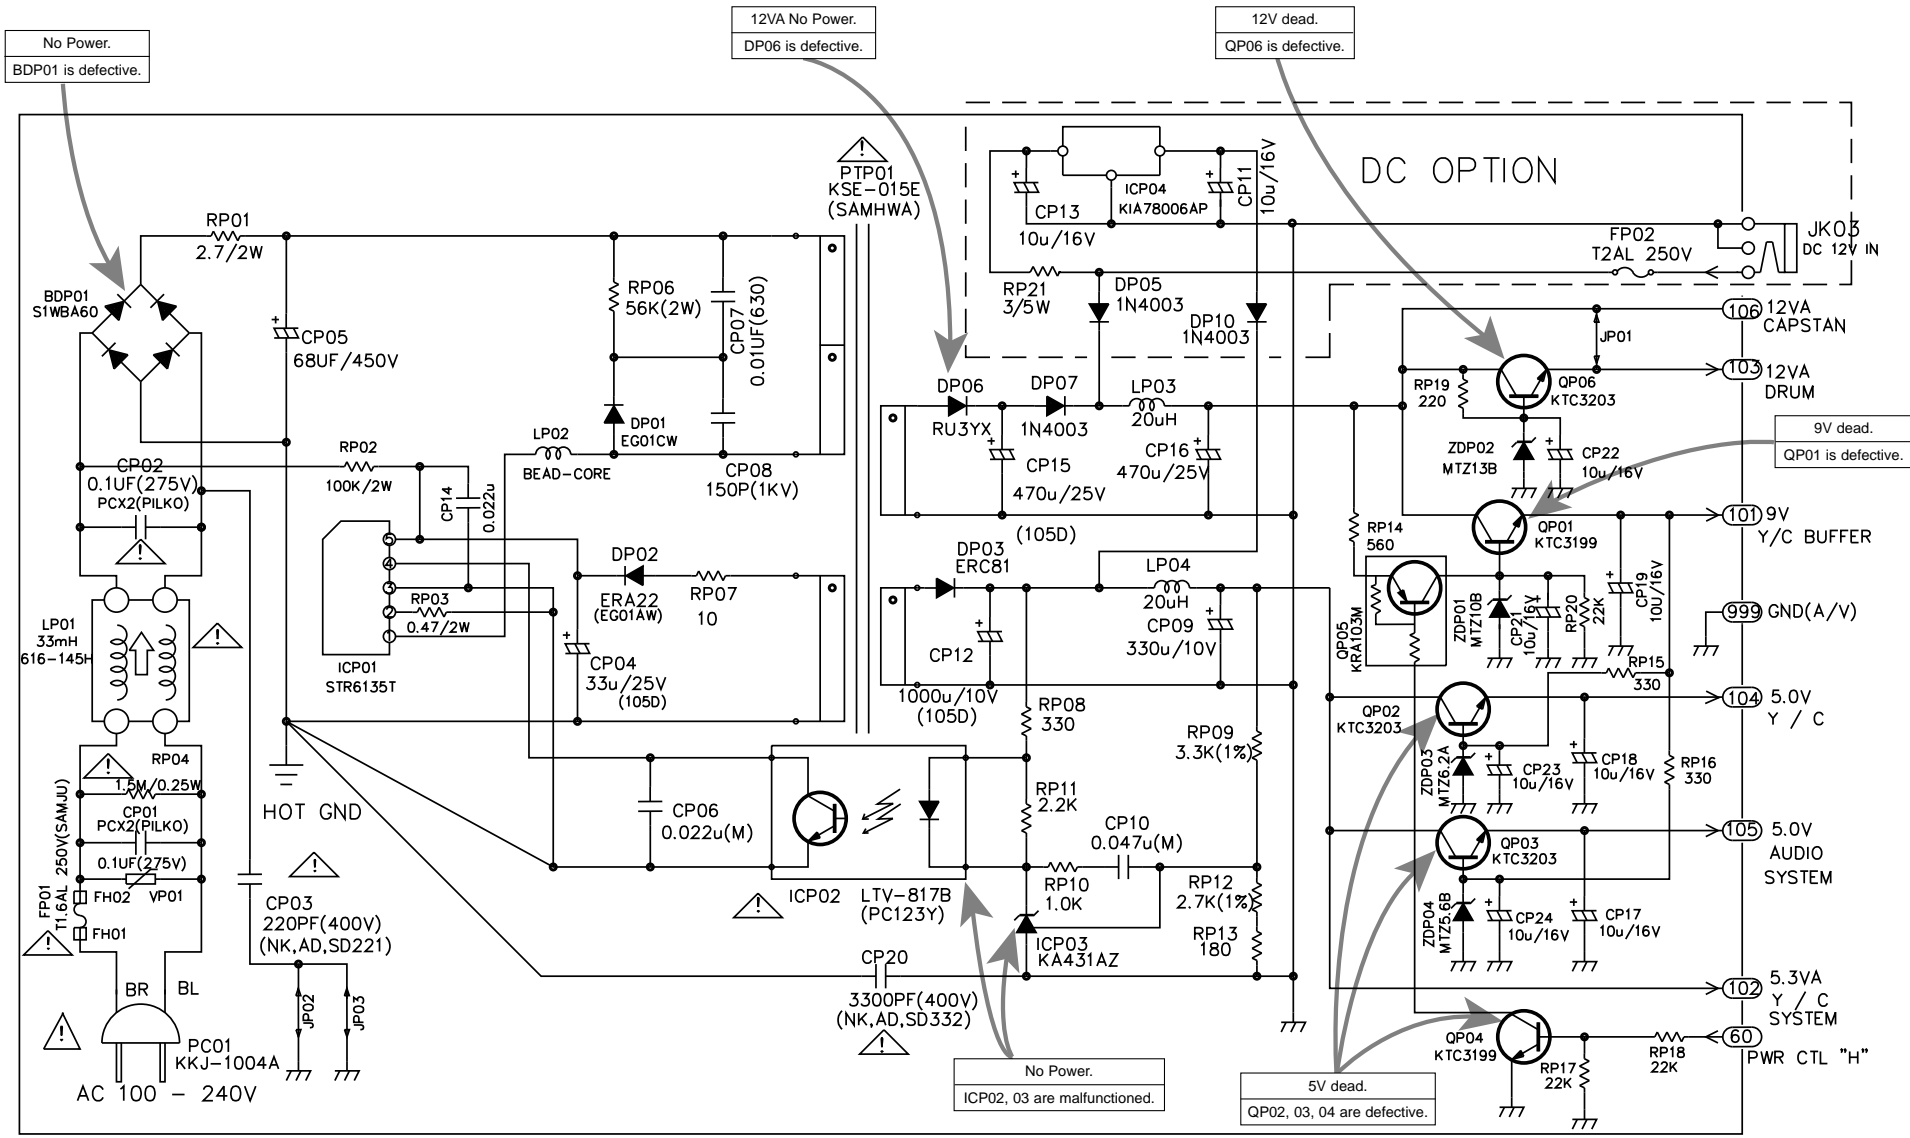 No Power.
BDP01 is defective.
12VA No Power.
DP06 is defective.
12V dead.
QP06 is defective.
9V dead.
QP01 is defective.
No Power.
ICP02, 03 are malfunctioned.
5V dead.
QP02, 03, 04 are defective.
DC OPTION
RP01
2.7/2W
BDP01
S1WBA60
CP05
68UF/450V
RP06
56K(2W)
CP07
0.01UF(630)
PTP01
KSE-015E
(SAMHWA)
DP01
EG01CW
LP02
BEAD-CORE
CP08
150P(1KV)
RP02
100K/2W
CP02
0.1UF(275V)
PCX2(PILKO)
CP14
0.022u
5
4
3
2
1
RP03
0.47/2W
ICP01
STR6135T
DP02
ERA22
(EG01AW)
RP07
10
CP04
33u/25V
(105D)
LP01
33mH
616-145H
RP04
1.5M/0.25W
CP01
PCX2(PILKO)
0.1UF(275V)
VP01
FP01
T1.6AL 250V(SAMJU)
FH02
FH01
BR
BL
PC01
KKJ-1004A
AC 100 - 240V
HOT GND
CP03
220PF(400V)
(NK,AD,SD221)
JP02
JP03
CP06
0.022u(M)
ICP02
LTV-817B
(PC123Y)
CP20
3300PF(400V)
(NK,AD,SD332)
CP13
10u/16V
ICP04
KIA78006AP
CP11
10u/16V
JK03
DC 12V IN
FP02
T2AL 250V
RP21
3/5W
DP05
1N4003
DP10
1N4003
DP06
RU3YX
DP07
1N4003
LP03
20uH
CP15
470u/25V
(105D)
CP16
470u/25V
DP03
ERC81
LP04
20uH
CP12
1000u/10V
(105D)
CP09
330u/10V
RP08
330
RP09
3.3K(1%)
RP11
2.2K
CP10
0.047u(M)
RP10
1.0K
RP12
2.7K(1%)
RP13
180
ICP03
KA431AZ
JP01
RP19
220
QP06
KTC3203
ZDP02
MTZ13B
CP22
10u/16V
RP14
560
QP01
KTC3199
QP05
KRA103M
ZDP01
MTZ10B
CP21
10u/16V
RP20
22K
CP19
10U/16V
RP15
330
QP02
KTC3203
ZDP03
MTZ6.2A
CP23
10u/16V
CP18
10u/16V
RP16
330
QP03
KTC3203
ZDP04
MTZ5.6B
CP24
10u/16V
CP17
10u/16V
QP04
KTC3199
RP17
22K
RP18
22K
106 12VA
CAPSTAN
103 12VA
DRUM
101 9V
Y/C BUFFER
999 GND(A/V)
104 5.0V
Y / C
105 5.0V
AUDIO
SYSTEM
102 5.3VA
Y / C
SYSTEM
60
PWR CTL "H"